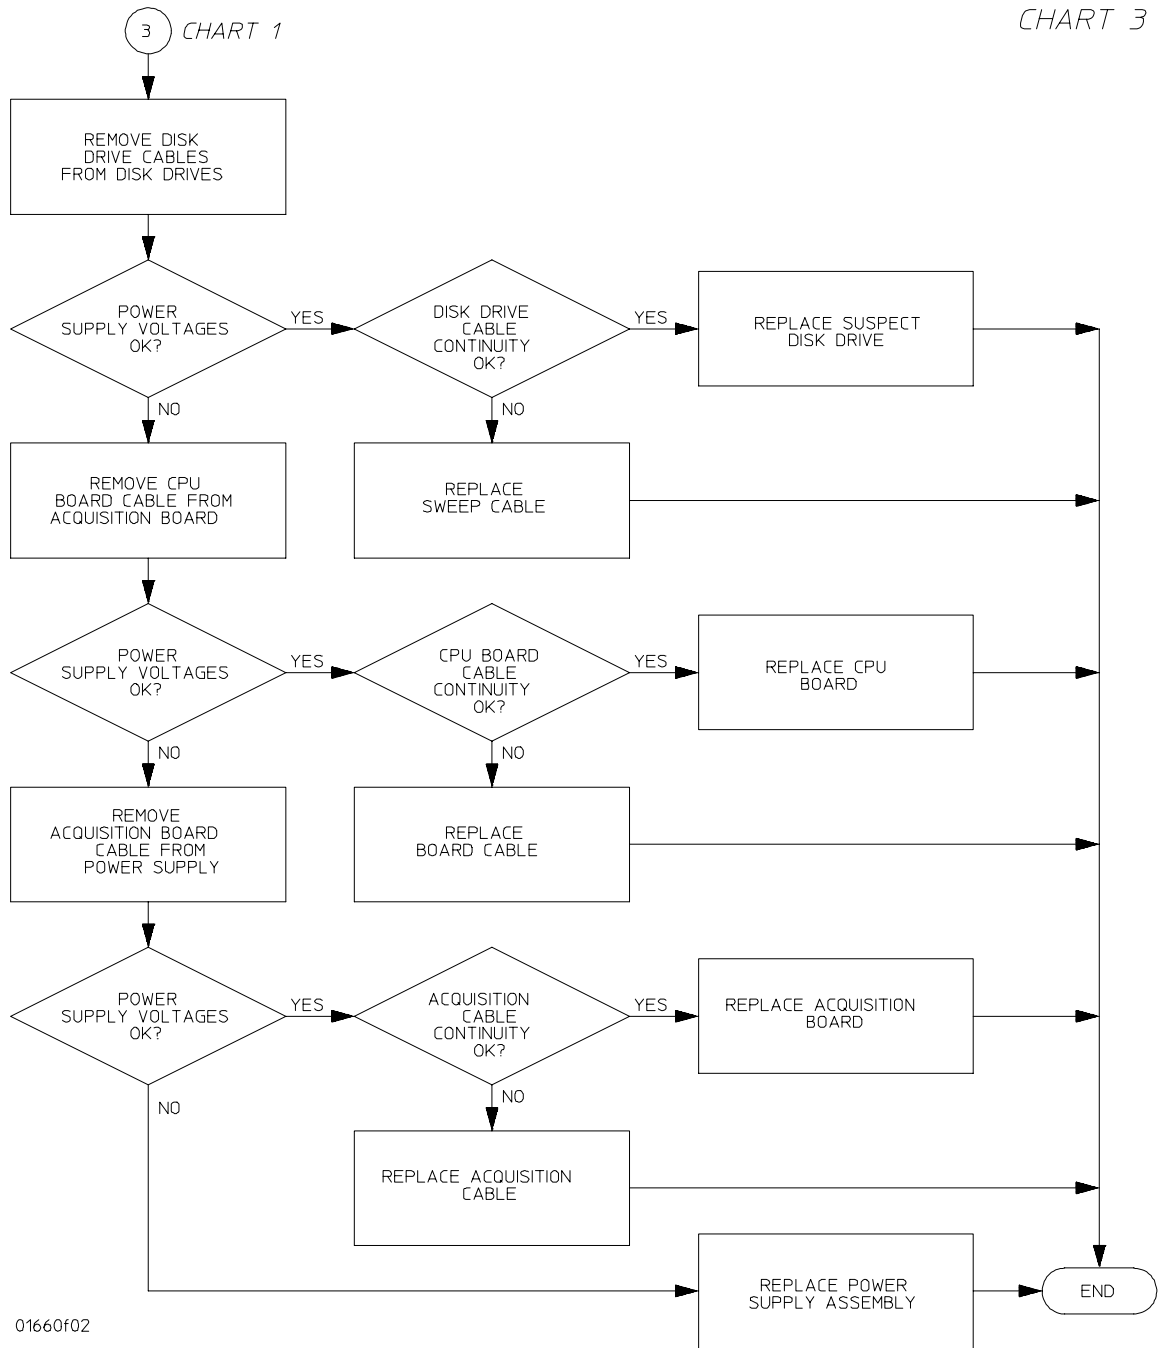 3 CHART 1
CHART 3
REMOVE DISK
DRIVE CABLES
FROM DISK DRIVES
POWER
SUPPLY VOLTAGES
OK?
YES
NO
DISK DRIVE
CABLE
CONTINUITY
OK?
YES
NO
REPLACE SUSPECT
DISK DRIVE
REMOVE CPU
BOARD CABLE FROM
ACQUISITION BOARD
REPLACE
SWEEP CABLE
POWER
SUPPLY VOLTAGES
OK?
YES
NO
CPU BOARD
CABLE
CONTINUITY
OK?
YES
NO
REPLACE CPU
BOARD
REMOVE
ACQUISITION BOARD
CABLE FROM
POWER SUPPLY
REPLACE
BOARD CABLE
POWER
SUPPLY VOLTAGES
OK?
YES
NO
ACQUISITION
CABLE
CONTINUITY
OK?
YES
NO
REPLACE ACQUISITION
BOARD
REPLACE ACQUISITION
CABLE
REPLACE POWER
SUPPLY ASSEMBLY
END
01660f02